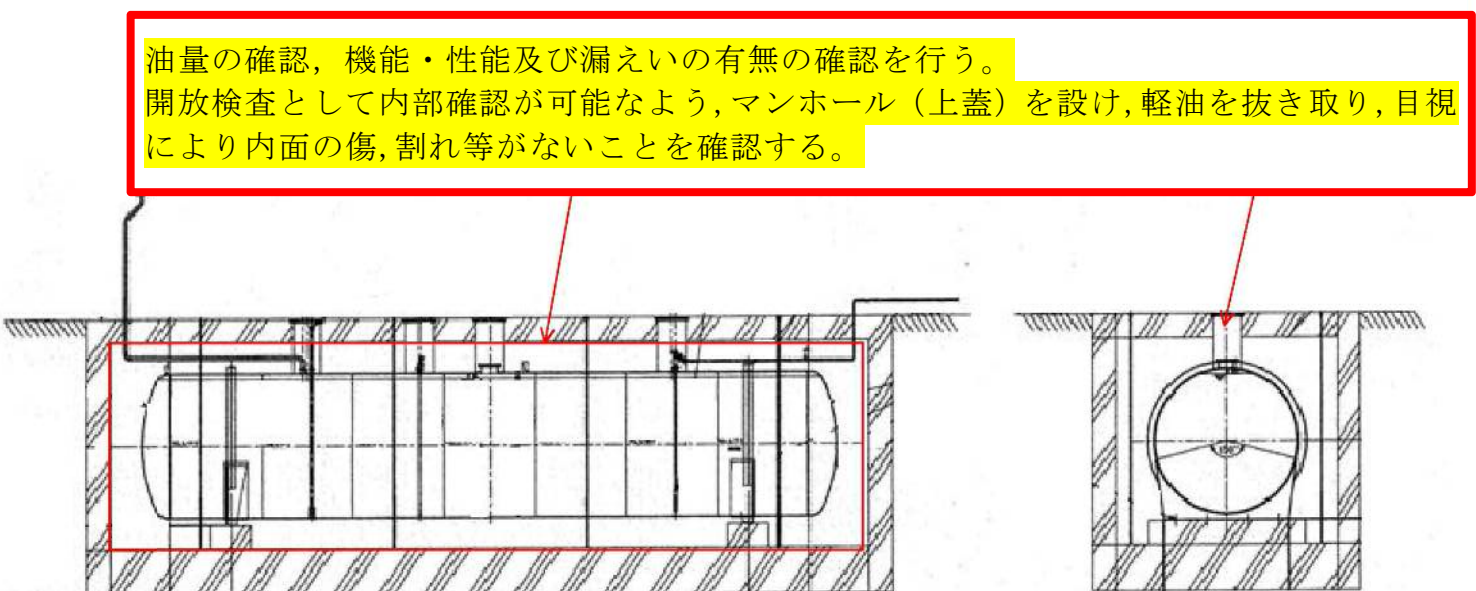 油量の確認，機能・性能及び漏えいの有無の確認を行う。
開放検査として内部確認が可能なよう，マンホール（上蓋）を設け，軽油を抜き取り，目視
により内面の傷，割れ等がないことを確認する。